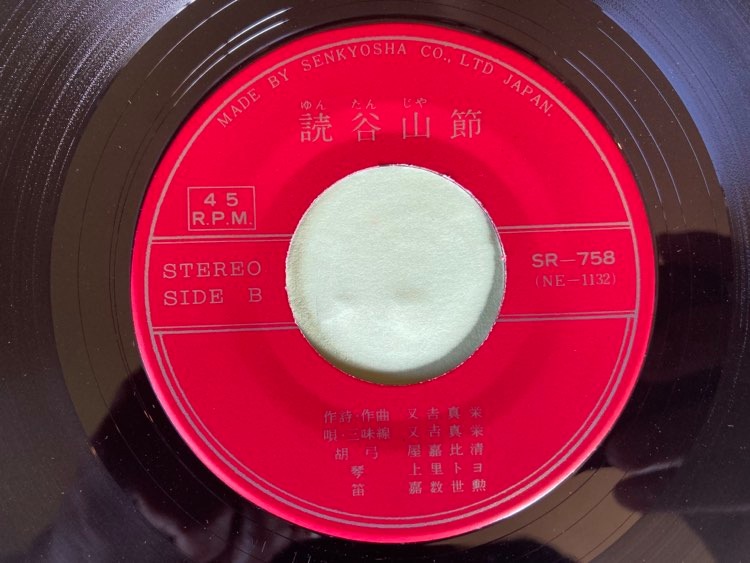 MADE BY SENKYOSHA CO., LTD JAPAN.
ゆん たん じや
読谷山節
45
R.P.M.
STEREO
SIDE B
SR-758
(NE-1132)
作詩・作曲 又吉真栄
唄・三味線 又吉真栄
胡弓 屋嘉比清
琴 上里トヨ
笛 嘉数世勲